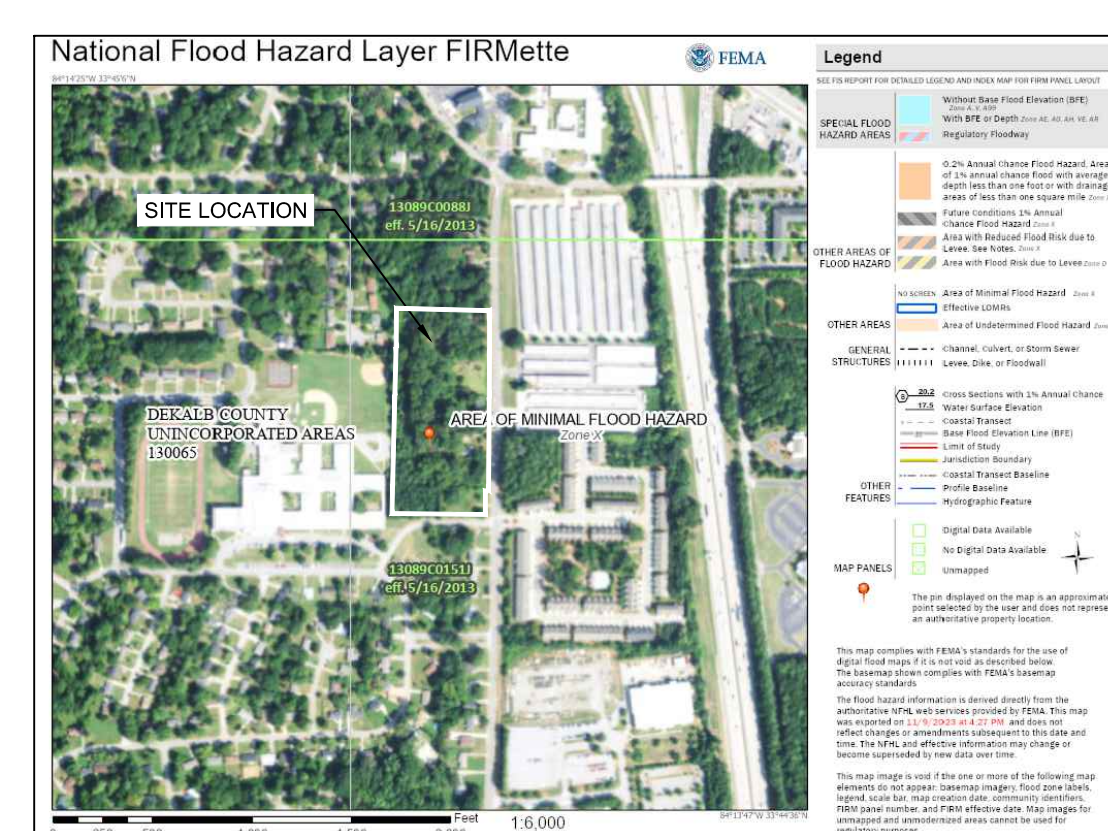 National Flood Hazard Layer FIRMette
FEMA
84°14'25"W 33°45'6"N
SITE LOCATION
13089C0088J
eff. 5/16/2013
DEKALB COUNTY
UNINCORPORATED AREAS
130065
AREA OF MINIMAL FLOOD HAZARD
Zone X
13089C0151J
eff. 5/16/2013
Feet
1:6,000
84°13'47"W 33°44'36"N
Legend
SEE FIS REPORT FOR DETAILED LEGEND AND INDEX MAP FOR FIRM PANEL LAYOUT
SPECIAL FLOOD
HAZARD AREAS
Without Base Flood Elevation (BFE)
Zone A, V, A99
With BFE or Depth Zone AE, AO, AH, VE, AR
Regulatory Floodway
OTHER AREAS OF
FLOOD HAZARD
0.2% Annual Chance Flood Hazard, Area
of 1% annual chance flood with average
depth less than one foot or with drainag
areas of less than one square mile Zone
Future Conditions 1% Annual
Chance Flood Hazard Zone X
Area with Reduced Flood Risk due to
Levee. See Notes. Zone X
Area with Flood Risk due to Levee Zone D
OTHER AREAS
NO SCREEN Area of Minimal Flood Hazard Zone X
Effective LOMRs
Area of Undetermined Flood Hazard Zone
GENERAL
STRUCTURES
Channel, Culvert, or Storm Sewer
Levee, Dike, or Floodwall
OTHER
FEATURES
B 20.2 Cross Sections with 1% Annual Chance
17.5 Water Surface Elevation
Coastal Transect
Base Flood Elevation Line (BFE)
Limit of Study
Jurisdiction Boundary
Coastal Transect Baseline
Profile Baseline
Hydrographic Feature
MAP PANELS
Digital Data Available
No Digital Data Available
Unmapped
N
The pin displayed on the map is an approximate
point selected by the user and does not represe
an authoritative property location.
This map complies with FEMA's standards for the use of
digital flood maps if it is not void as described below.
The basemap shown complies with FEMA's basemap
accuracy standards
The flood hazard information is derived directly from the
authoritative NFHL web services provided by FEMA. This map
was exported on 11/9/2023 at 4:27 PM and does not
reflect changes or amendments subsequent to this date and
time. The NFHL and effective information may change or
become superseded by new data over time.
This map image is void if the one or more of the following map
elements do not appear: basemap imagery, flood zone labels,
legend, scale bar, map creation date, community identifiers,
FIRM panel number, and FIRM effective date. Map images for
unmapped and unmodernized areas cannot be used for
regulatory purposes.